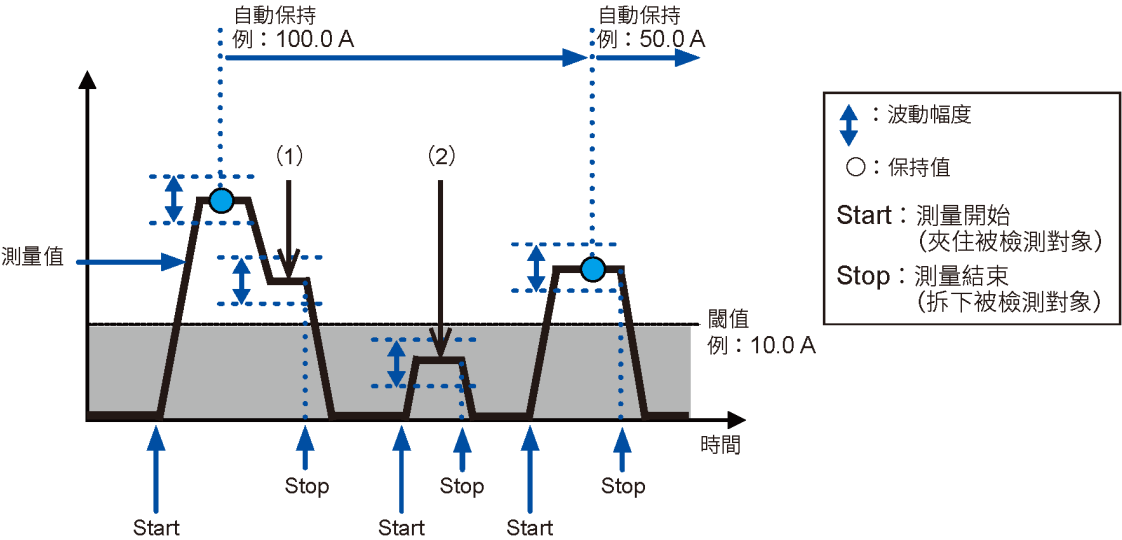 自動保持
例：100.0 A
自動保持
例：50.0 A
(1)
(2)
測量值
閾值
例：10.0 A
時間
Start
Stop
Start
Stop
Start
Stop
：波動幅度
：保持值
Start：測量開始
（夾住被檢測對象）
Stop：測量結束
（拆下被檢測對象）